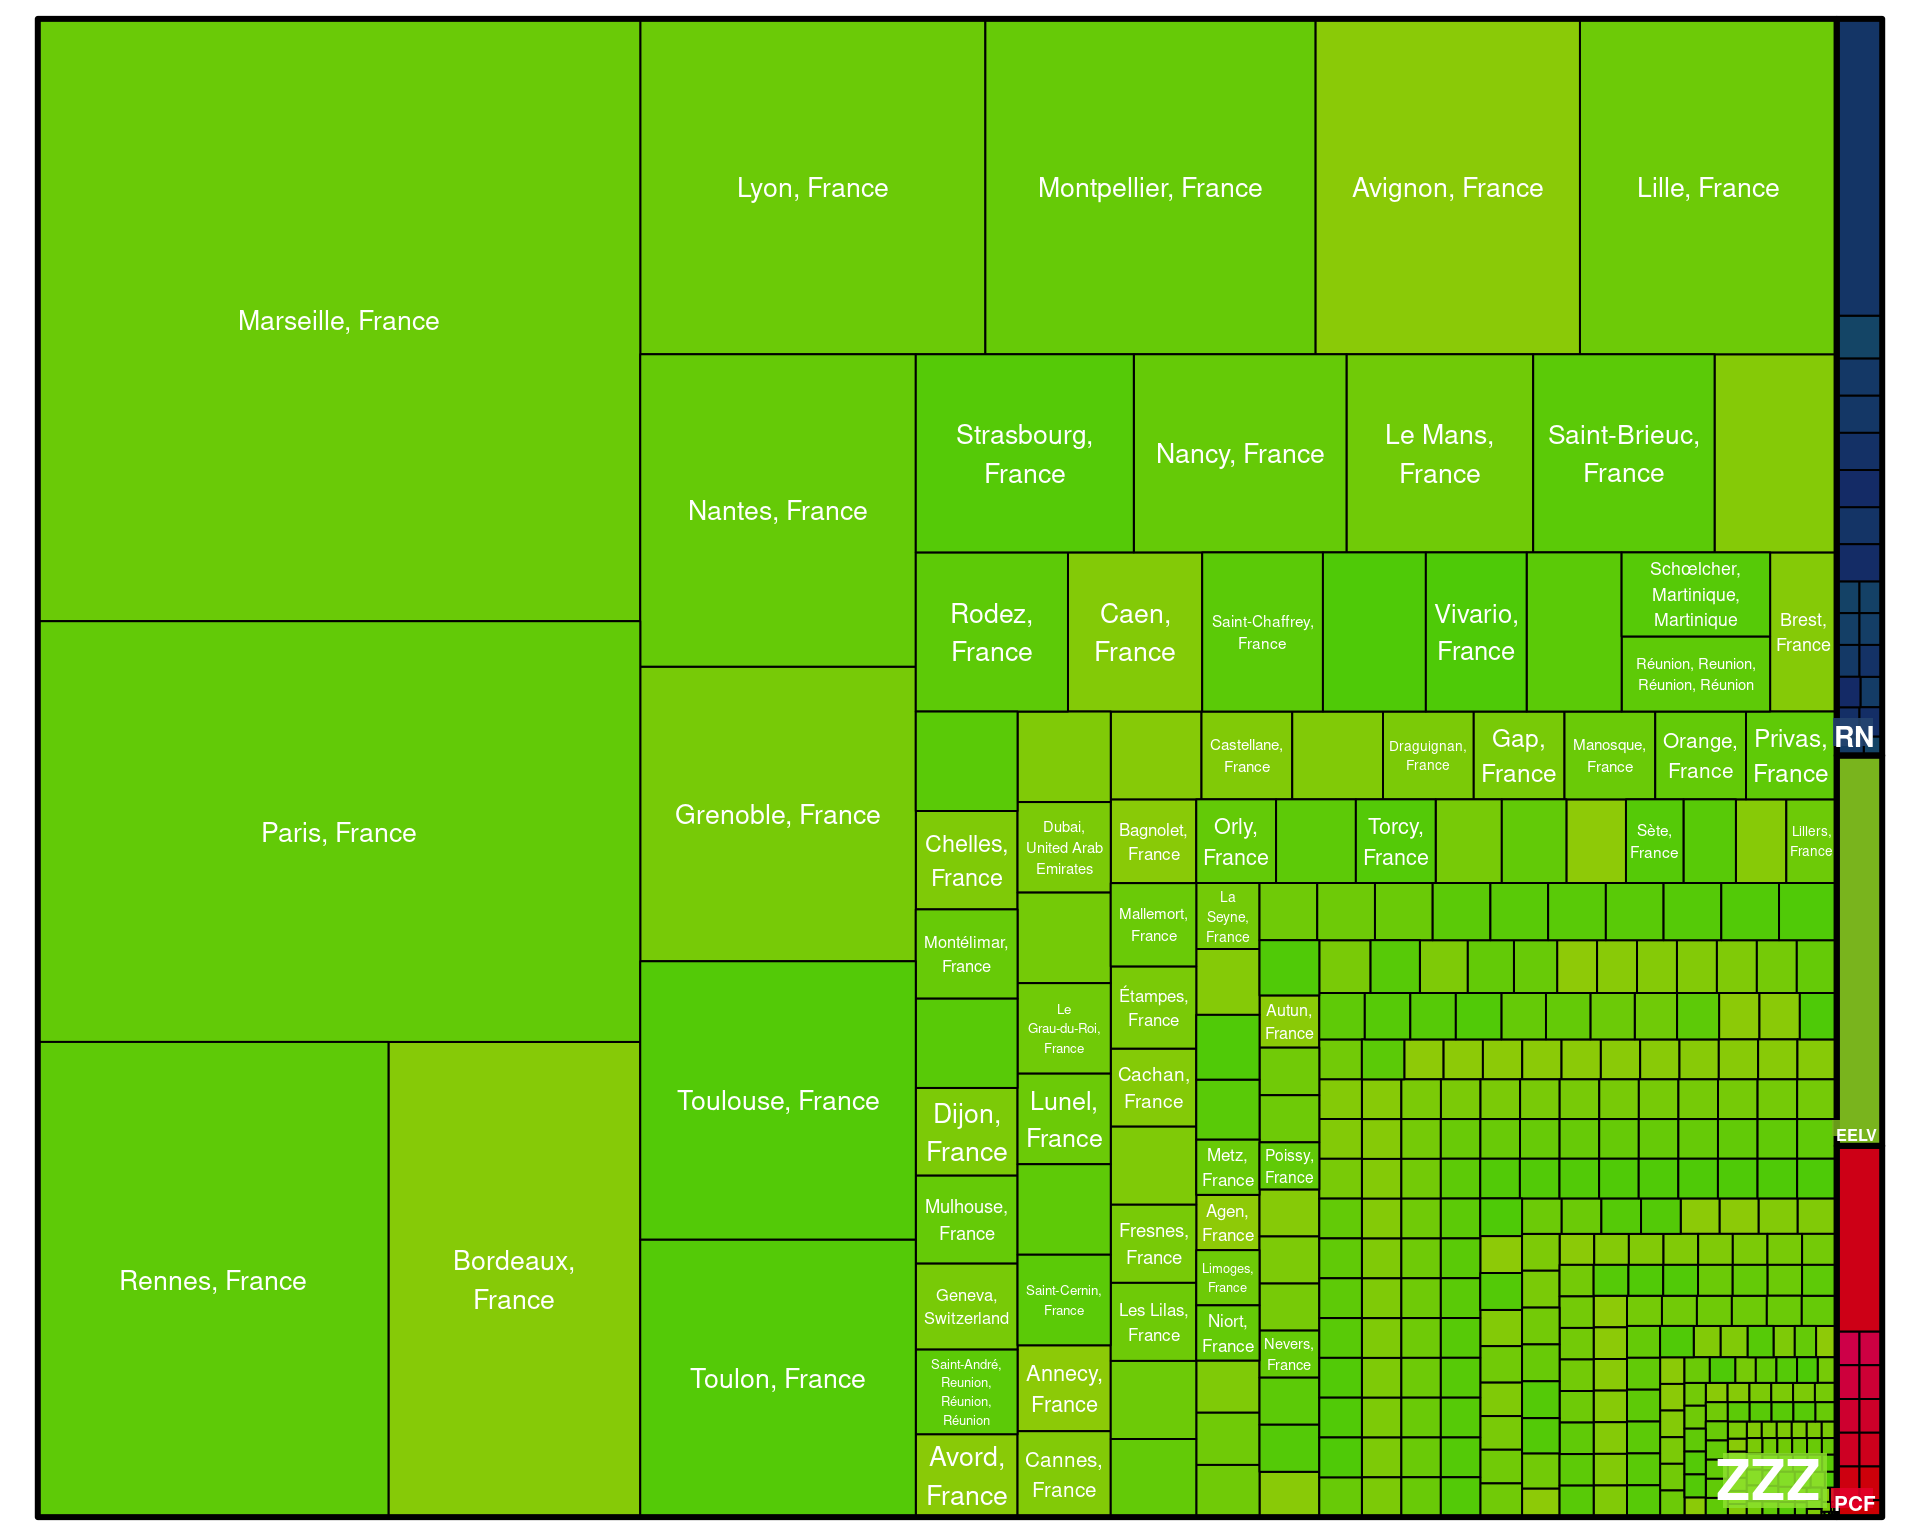 Marseille, France
Lyon, France
Montpellier, France
Avignon, France
Lille, France
Paris, France
Rennes, France
Bordeaux,
France
Nantes, France
Grenoble, France
Toulouse, France
Toulon, France
Strasbourg,
France
Nancy, France
Le Mans,
France
Saint-Brieuc,
France
Rodez,
France
Caen,
France
Saint-Chaffrey,
France
Vivario,
France
Schœlcher,
Martinique,
Martinique
Réunion, Reunion,
Réunion, Réunion
Brest,
France
Castellane,
France
Draguignan,
France
Gap,
France
Manosque,
France
Orange,
France
Privas,
France
Chelles,
France
Montélimar,
France
Dijon,
France
Mulhouse,
France
Geneva,
Switzerland
Saint-André,
Reunion,
Réunion,
Réunion
Avord,
France
Dubai,
United Arab
Emirates
Le
Grau-du-Roi,
France
Lunel,
France
Saint-Cernin,
France
Annecy,
France
Cannes,
France
Bagnolet,
France
Mallemort,
France
Étampes,
France
Cachan,
France
Fresnes,
France
Les Lilas,
France
Orly,
France
Torcy,
France
Sète,
France
Lillers,
France
La
Seyne,
France
Metz,
France
Agen,
France
Limoges,
France
Niort,
France
Autun,
France
Poissy,
France
Nevers,
France
ZZZ
RN
EELV
PCF